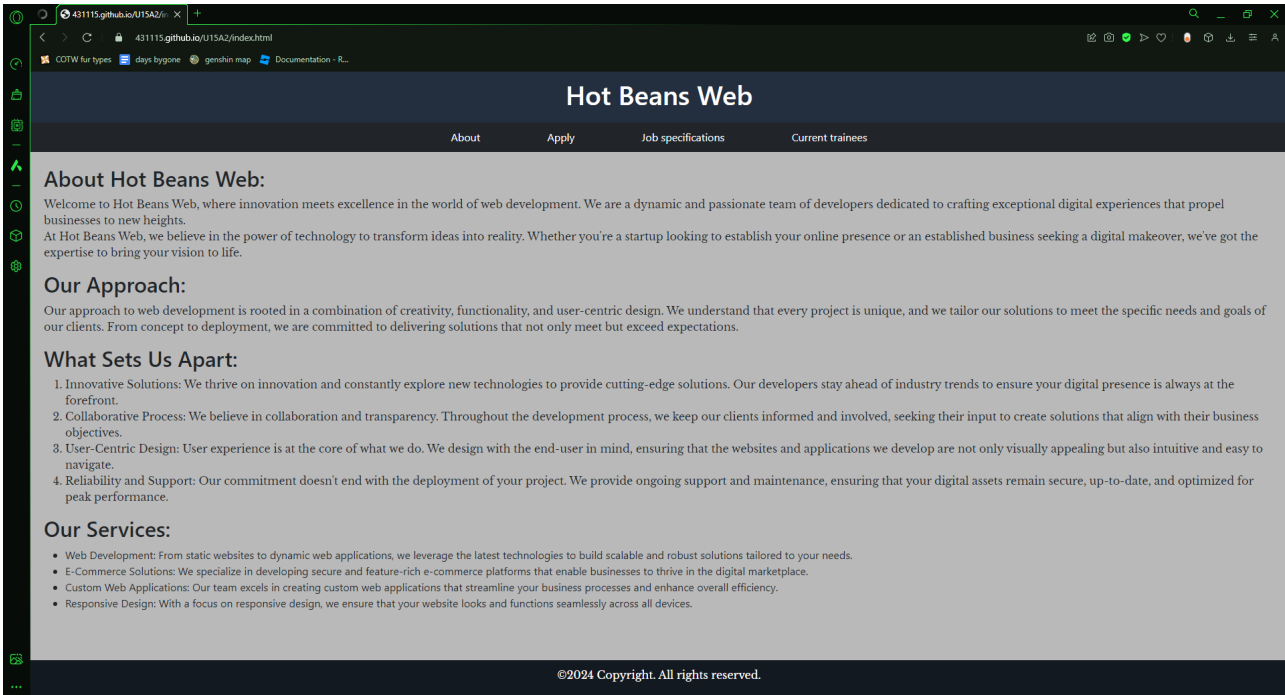 431115.github.io/U15A2/in
431115.github.io/U15A2/index.html
COTW fur types days bygone genshin map Documentation - R...
Hot Beans Web
About Apply Job specifications Current trainees
About Hot Beans Web:
Welcome to Hot Beans Web, where innovation meets excellence in the world of web development. We are a dynamic and passionate team of developers dedicated to crafting exceptional digital experiences that propel
businesses to new heights.
At Hot Beans Web, we believe in the power of technology to transform ideas into reality. Whether you're a startup looking to establish your online presence or an established business seeking a digital makeover, we've got the
expertise to bring your vision to life.
Our Approach:
Our approach to web development is rooted in a combination of creativity, functionality, and user-centric design. We understand that every project is unique, and we tailor our solutions to meet the specific needs and goals of
our clients. From concept to deployment, we are committed to delivering solutions that not only meet but exceed expectations.
What Sets Us Apart:
1. Innovative Solutions: We thrive on innovation and constantly explore new technologies to provide cutting-edge solutions. Our developers stay ahead of industry trends to ensure your digital presence is always at the
forefront.
2. Collaborative Process: We believe in collaboration and transparency. Throughout the development process, we keep our clients informed and involved, seeking their input to create solutions that align with their business
objectives.
3. User-Centric Design: User experience is at the core of what we do. We design with the end-user in mind, ensuring that the websites and applications we develop are not only visually appealing but also intuitive and easy to
navigate.
4. Reliability and Support: Our commitment doesn't end with the deployment of your project. We provide ongoing support and maintenance, ensuring that your digital assets remain secure, up-to-date, and optimized for
peak performance.
Our Services:
• Web Development: From static websites to dynamic web applications, we leverage the latest technologies to build scalable and robust solutions tailored to your needs.
• E-Commerce Solutions: We specialize in developing secure and feature-rich e-commerce platforms that enable businesses to thrive in the digital marketplace.
• Custom Web Applications: Our team excels in creating custom web applications that streamline your business processes and enhance overall efficiency.
• Responsive Design: With a focus on responsive design, we ensure that your website looks and functions seamlessly across all devices.
©2024 Copyright. All rights reserved.